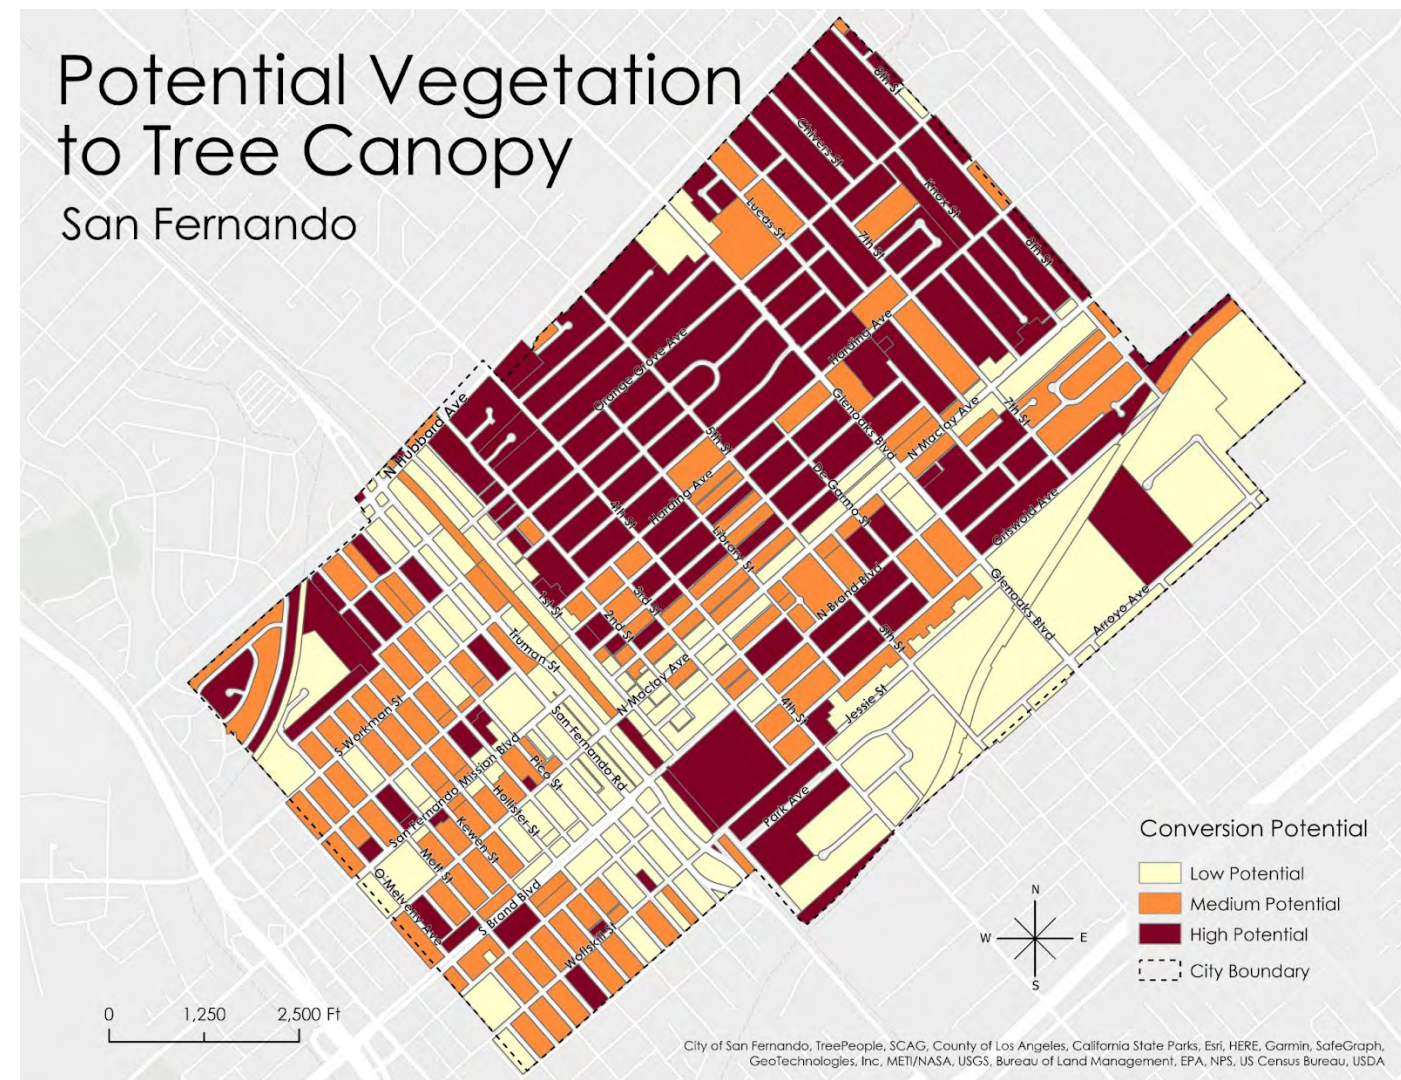 Potential Vegetation
to Tree Canopy
San Fernando
8th St
Chivers St
Knox St
Lucas St
7th St
8th St
Orange Grove Ave
Harding Ave
N Hubbard Ave
Glenoaks Blvd
N Maclay Ave
7th St
5th St
De Garmo St
Harding Ave
4th St
Library St
Griswold Ave
Glenoaks Blvd
Arroyo Ave
N Brand Blvd
1st St
3rd St
2nd St
5th St
Truman St
N Maclay Ave
4th St
Jessie St
S Workman St
San Fernando Rd
San Fernando Mission Blvd
Pico St
Hollister St
Park Ave
Kewen St
Mott St
O'Melveny Ave
S Brand Blvd
Wolfskill St
Conversion Potential
Low Potential
Medium Potential
High Potential
City Boundary
N
W
E
S
0 1,250 2,500 Ft
City of San Fernando, TreePeople, SCAG, County of Los Angeles, California State Parks, Esri, HERE, Garmin, SafeGraph,
GeoTechnologies, Inc, METI/NASA, USGS, Bureau of Land Management, EPA, NPS, US Census Bureau, USDA